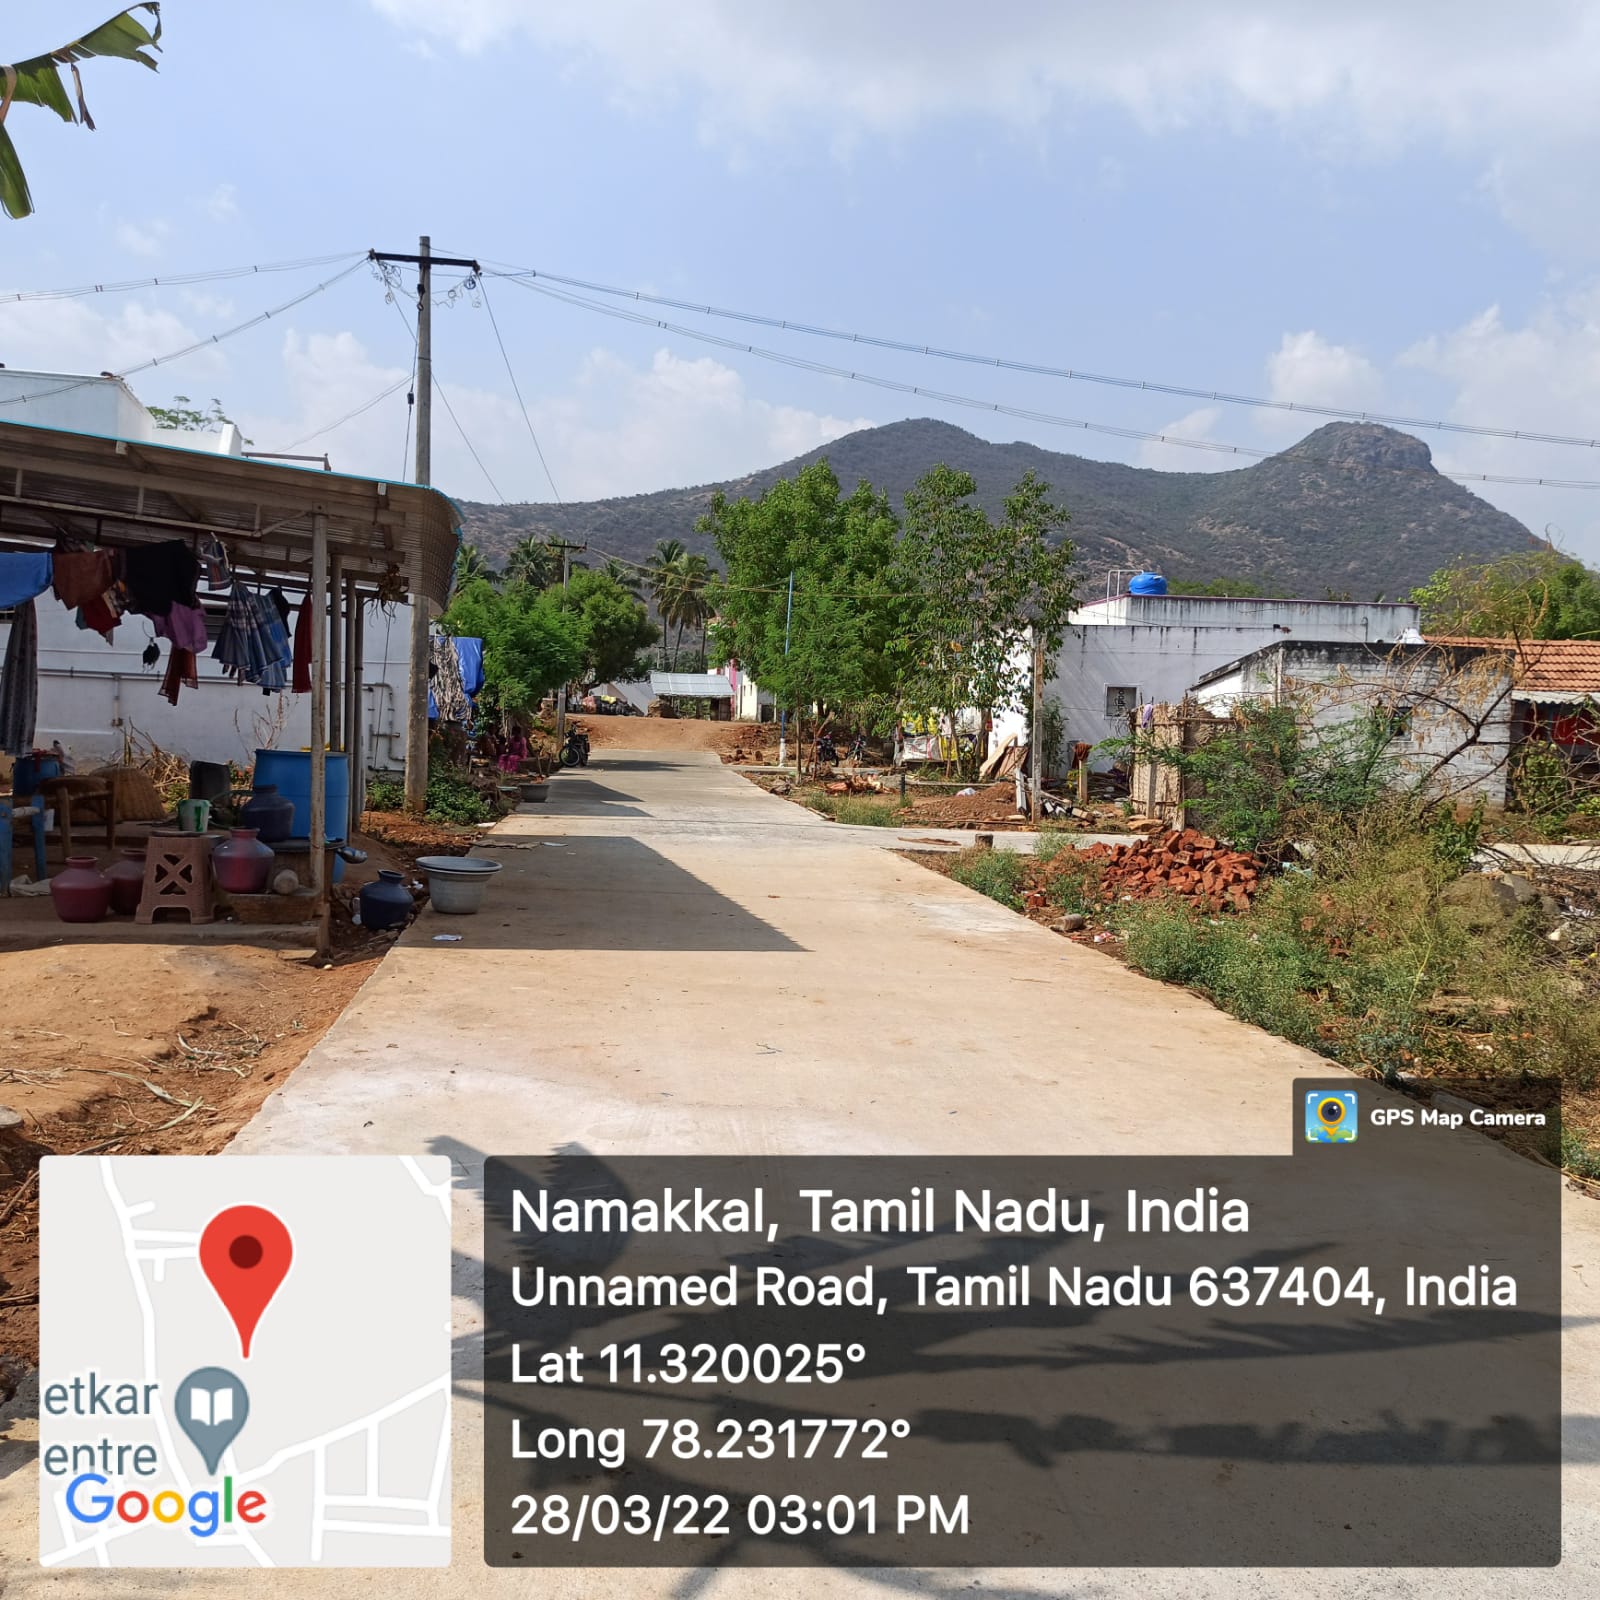 GPS Map Camera
Namakkal, Tamil Nadu, India
Unnamed Road, Tamil Nadu 637404, India
Lat 11.320025°
Long 78.231772°
28/03/22 03:01 PM
etkar
entre
Google